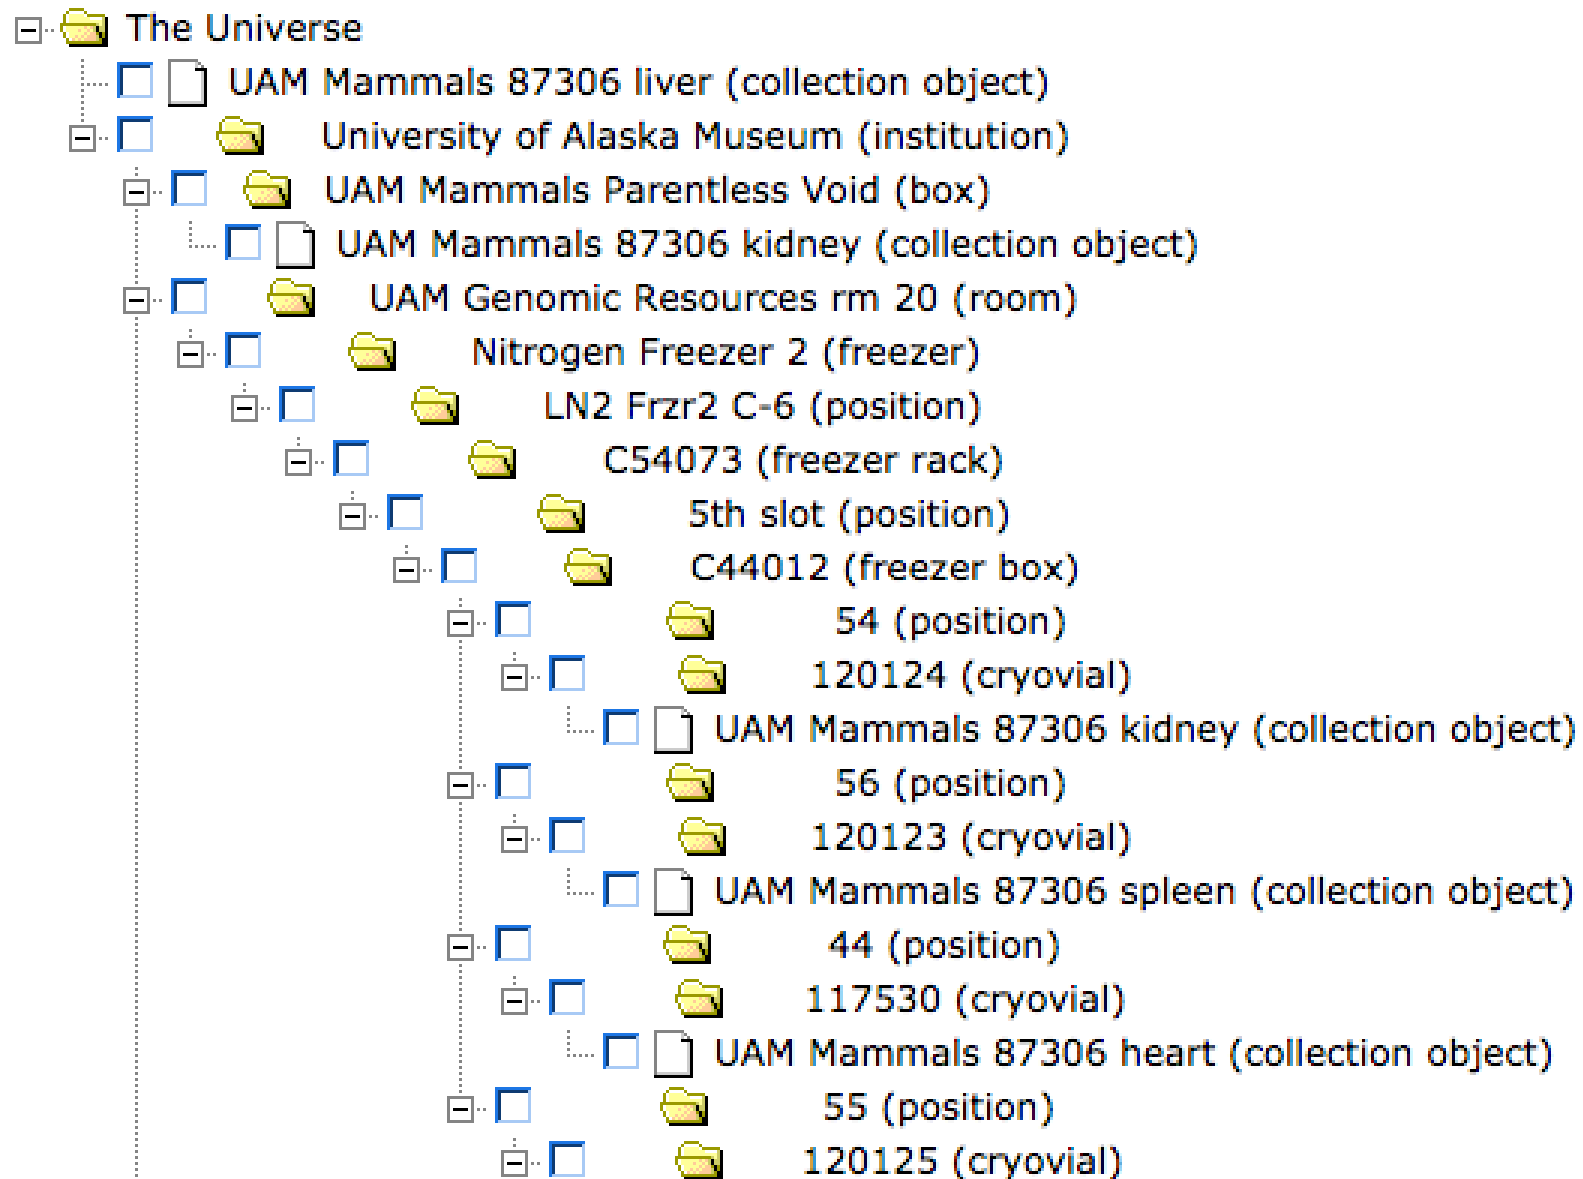 The Universe
UAM Mammals 87306 liver (collection object)
University of Alaska Museum (institution)
UAM Mammals Parentless Void (box)
UAM Mammals 87306 kidney (collection object)
UAM Genomic Resources rm 20 (room)
Nitrogen Freezer 2 (freezer)
LN2 Frzr2 C-6 (position)
C54073 (freezer rack)
5th slot (position)
C44012 (freezer box)
54 (position)
120124 (cryovial)
UAM Mammals 87306 kidney (collection object)
56 (position)
120123 (cryovial)
UAM Mammals 87306 spleen (collection object)
44 (position)
117530 (cryovial)
UAM Mammals 87306 heart (collection object)
55 (position)
120125 (cryovial)